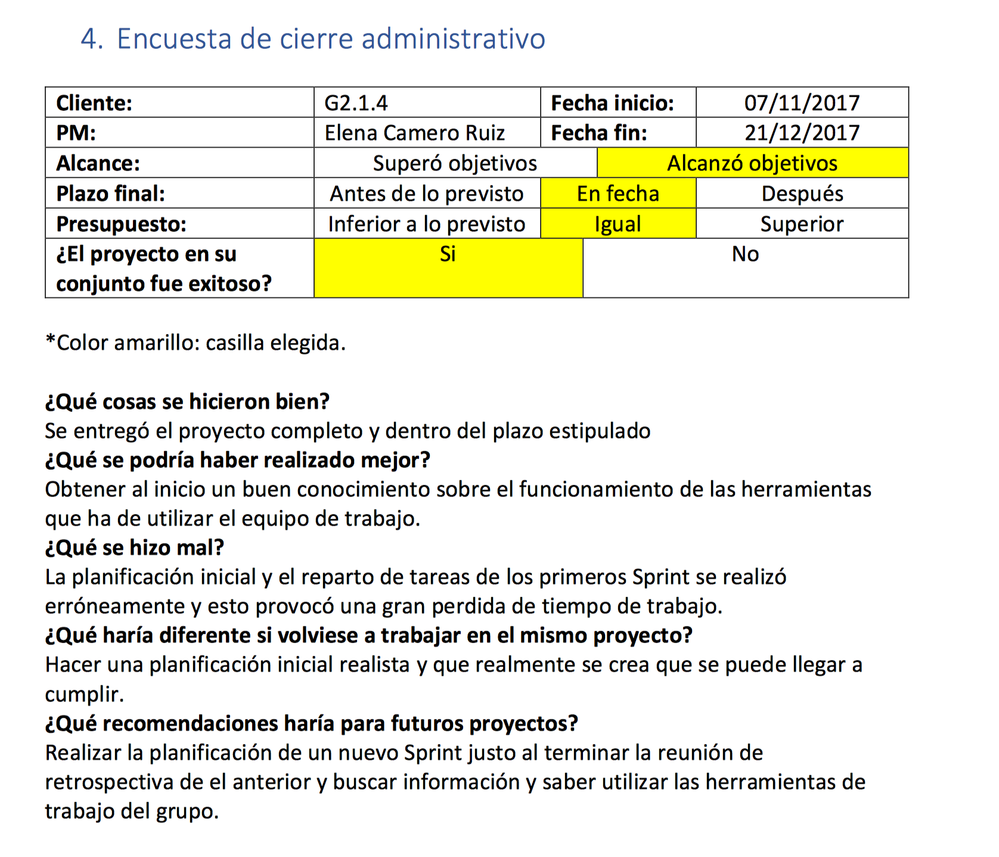 4. Encuesta de cierre administrativo
Cliente: G2.1.4 Fecha inicio: 07/11/2017
PM: Elena Camero Ruiz Fecha fin: 21/12/2017
Alcance: Superó objetivos Alcanzó objetivos
Plazo final: Antes de lo previsto En fecha Después
Presupuesto: Inferior a lo previsto Igual Superior
¿El proyecto en su Si No
conjunto fue exitoso?
*Color amarillo: casilla elegida.
¿Qué cosas se hicieron bien?
Se entregó el proyecto completo y dentro del plazo estipulado
¿Qué se podría haber realizado mejor?
Obtener al inicio un buen conocimiento sobre el funcionamiento de las herramientas
que ha de utilizar el equipo de trabajo.
¿Qué se hizo mal?
La planificación inicial y el reparto de tareas de los primeros Sprint se realizó
erróneamente y esto provocó una gran perdida de tiempo de trabajo.
¿Qué haría diferente si volviese a trabajar en el mismo proyecto?
Hacer una planificación inicial realista y que realmente se crea que se puede llegar a
cumplir.
¿Qué recomendaciones haría para futuros proyectos?
Realizar la planificación de un nuevo Sprint justo al terminar la reunión de
retrospectiva de el anterior y buscar información y saber utilizar las herramientas de
trabajo del grupo.